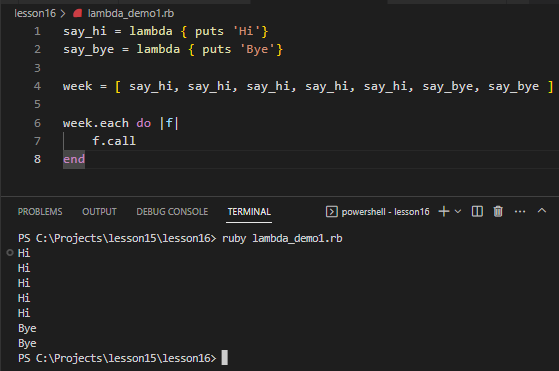 lesson16 > lambda_demo1.rb
1 say_hi = lambda { puts 'Hi'}
2 say_bye = lambda { puts 'Bye'}
3
4 week = [ say_hi, say_hi, say_hi, say_hi, say_hi, say_bye, say_bye ]
5
6 week.each do |f|
7 f.call
8 end
PROBLEMS OUTPUT DEBUG CONSOLE TERMINAL powershell - lesson16
PS C:\Projects\lesson15\lesson16> ruby lambda_demo1.rb
Hi
Hi
Hi
Hi
Hi
Bye
Bye
PS C:\Projects\lesson15\lesson16>